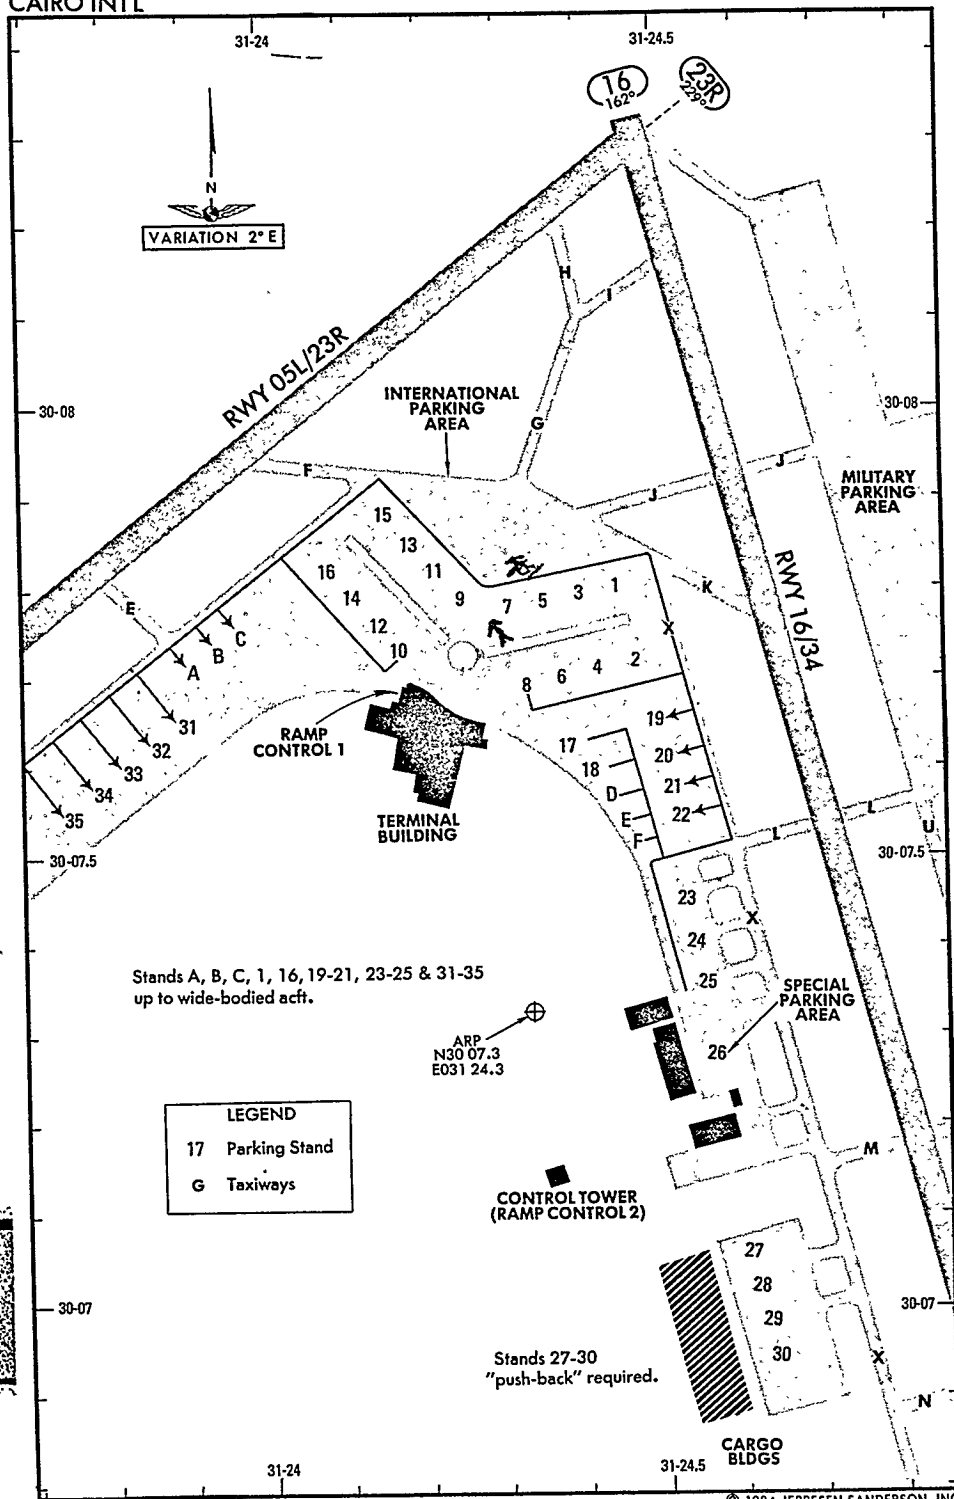 CAIRO INTL
31-24
31-24.5
16
162°
23R
229°
N
VARIATION 2° E
H
I
RWY 05L/23R
INTERNATIONAL
PARKING
AREA
30-08
30-08
G
F
J
J
MILITARY
PARKING
AREA
15
13
11
16
14
12
10
9
7
5
3
1
K
RWY 16/34
E
C
B
A
X
8
6
4
2
31
32
33
34
35
RAMP
CONTROL 1
19
20
21
22
17
18
D
E
F
TERMINAL
BUILDING
L
L
U
30-07.5
30-07.5
23
24
25
X
Stands A, B, C, 1, 16, 19-21, 23-25 & 31-35
up to wide-bodied acft.
SPECIAL
PARKING
AREA
ARP
N30 07.3
E031 24.3
26
LEGEND
17 Parking Stand
G Taxiways
M
CONTROL TOWER
(RAMP CONTROL 2)
27
28
29
30
30-07
30-07
Stands 27-30
"push-back" required.
X
N
CARGO
BLDGS
31-24
31-24.5